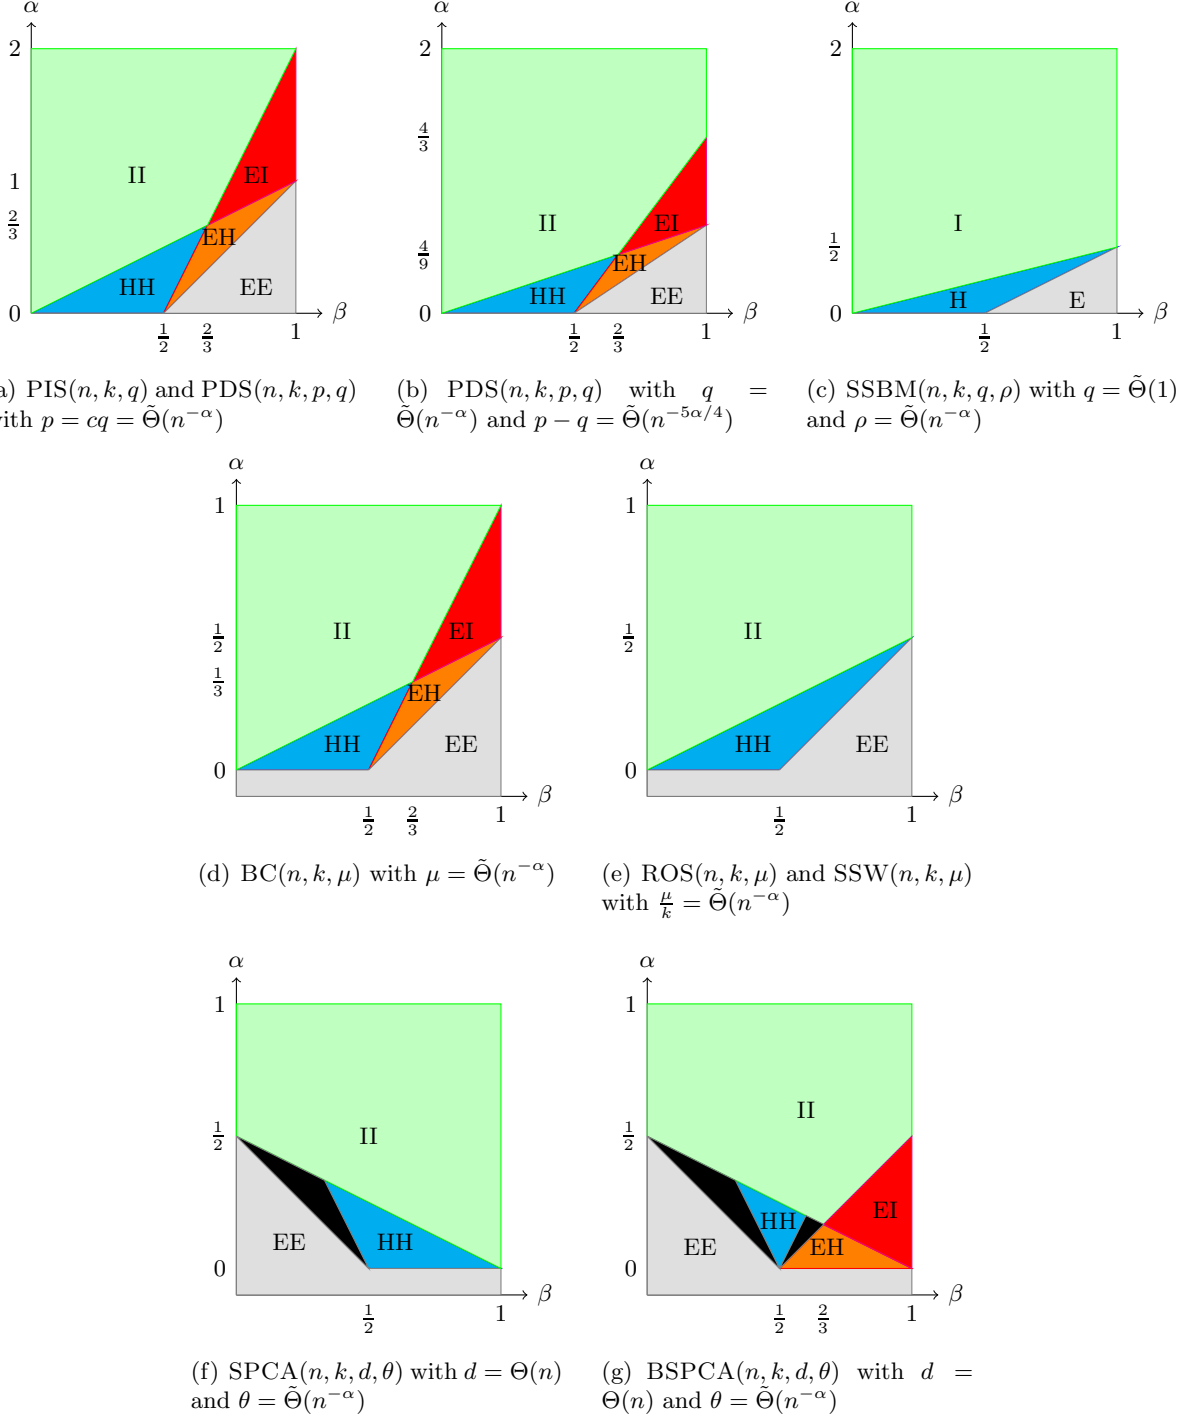 α α α
2 2 2
II II I
EI EI
EH EH
HH HH H
EE EE E
1
2/3
0
4/3
4/9
0
1/2
0
1/2 2/3 1 β
1/2 2/3 1 β
1/2 1 β
a) PIS(n, k, q) and PDS(n, k, p, q)
with p = cq = Θ̃(n^{-α})
(b) PDS(n, k, p, q) with q =
Θ̃(n^{-α}) and p − q = Θ̃(n^{-5α/4})
(c) SSBM(n, k, q, ρ) with q = Θ̃(1)
and ρ = Θ̃(n^{-α})
α α
1
1/2
1/3
0
II
EI
EH
HH
EE
1/2 2/3 1 β
1
1/2
0
II
HH
EE
1/2 1 β
(d) BC(n, k, μ) with μ = Θ̃(n^{-α})
(e) ROS(n, k, μ) and SSW(n, k, μ)
with μ/k = Θ̃(n^{-α})
α α
1
1/2
0
II
EE
HH
1/2 1 β
1
1/2
0
II
EI
HH
EH
EE
1/2 2/3 1 β
(f) SPCA(n, k, d, θ) with d = Θ(n)
and θ = Θ̃(n^{-α})
(g) BSPCA(n, k, d, θ) with d =
Θ(n) and θ = Θ̃(n^{-α})